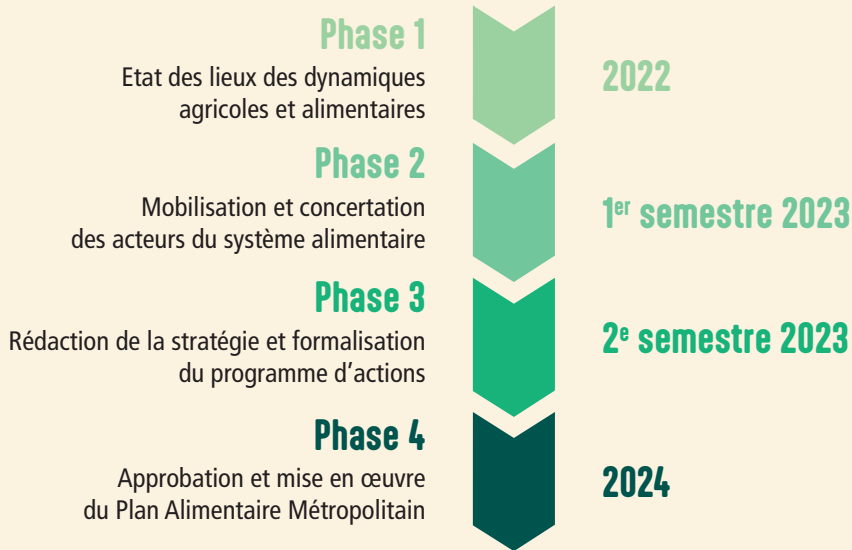 Phase 1
Etat des lieux des dynamiques
agricoles et alimentaires
2022
Phase 2
Mobilisation et concertation
des acteurs du système alimentaire
1er semestre 2023
Phase 3
Rédaction de la stratégie et formalisation
du programme d’actions
2e semestre 2023
Phase 4
Approbation et mise en œuvre
du Plan Alimentaire Métropolitain
2024